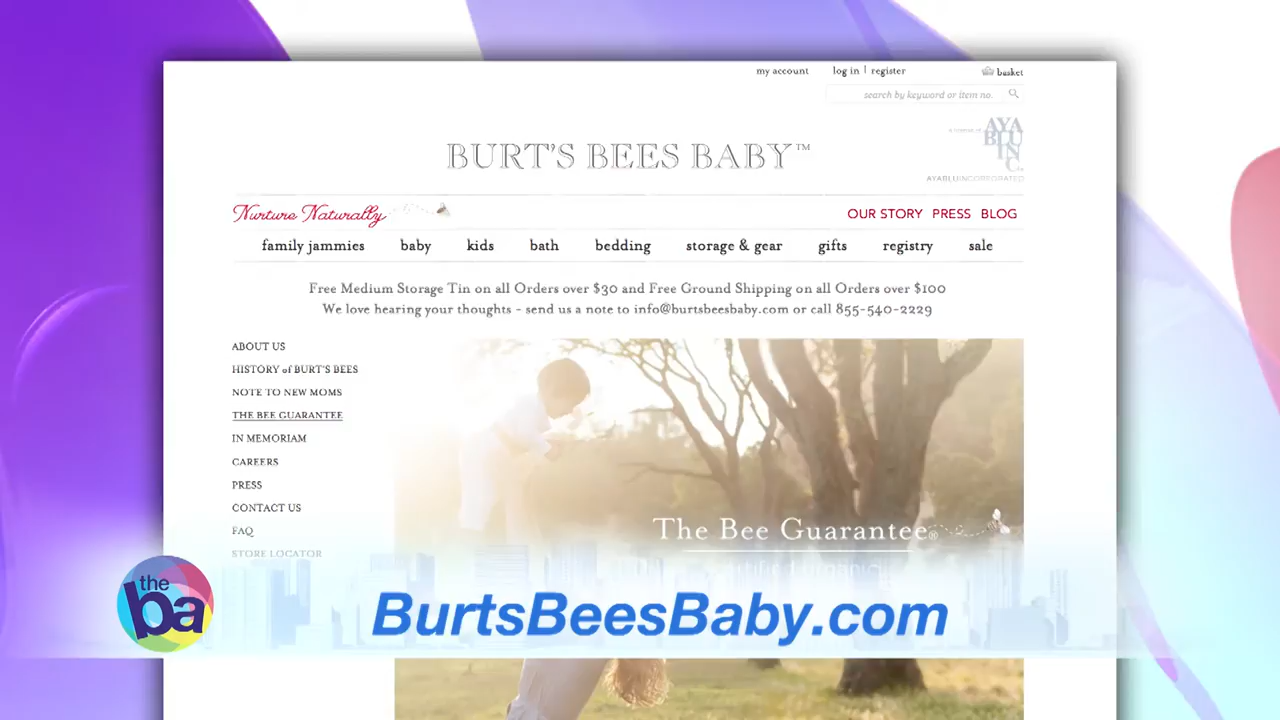 my account log in | register basket
search by keyword or item no.
BURT'S BEES BABY™
AYA
BLU
IN
C.
AYABLUINCORPORATED
Nurture Naturally
OUR STORY PRESS BLOG
family jammies baby kids bath bedding storage & gear gifts registry sale
Free Medium Storage Tin on all Orders over $30 and Free Ground Shipping on all Orders over $100
We love hearing your thoughts - send us a note to info@burtsbeesbaby.com or call 855-540-2229
ABOUT US
HISTORY of BURT'S BEES
NOTE TO NEW MOMS
THE BEE GUARANTEE
IN MEMORIAM
CAREERS
PRESS
CONTACT US
FAQ
STORE LOCATOR
The Bee Guarantee®
the
ba
BurtsBeesBaby.com